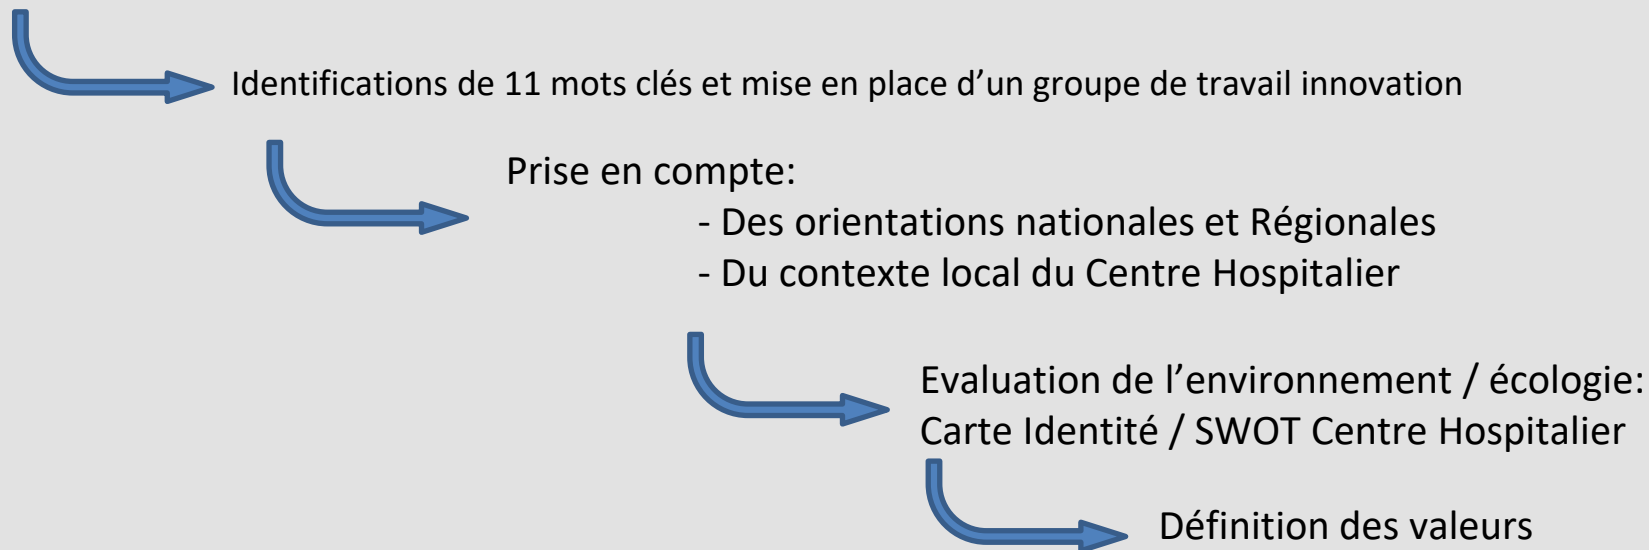 Identifications de 11 mots clés et mise en place d’un groupe de travail innovation
Prise en compte:
- Des orientations nationales et Régionales
- Du contexte local du Centre Hospitalier
Evaluation de l’environnement / écologie:
Carte Identité / SWOT Centre Hospitalier
Définition des valeurs